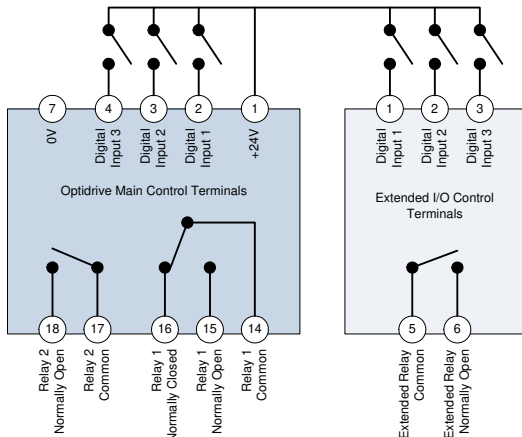 7
4
3
2
1
1
2
3
0V
Digital
Input 3
Digital
Input 2
Digital
Input 1
+24V
Digital
Input 1
Digital
Input 2
Digital
Input 3
Optidrive Main Control Terminals
Extended I/O Control
Terminals
18
17
16
15
14
5
6
Relay 2
Normally Open
Relay 2
Common
Relay 1
Normally Closed
Relay 1
Normally Open
Relay 1
Common
Extended Relay
Common
Extended Relay
Normally Open